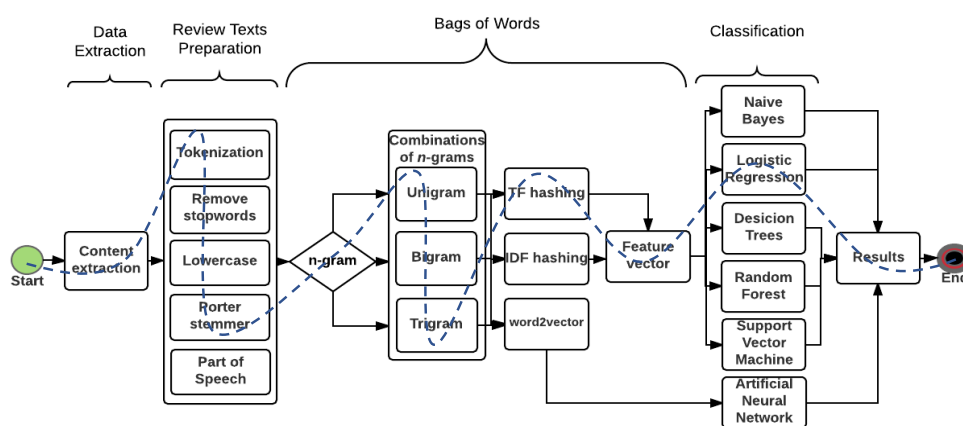 Data
Extraction
Review Texts
Preparation
Bags of Words
Classification
Start
Content
extraction
Tokenization
Remove
stopwords
Lowercase
Porter
stemmer
Part of
Speech
n-gram
Combinations
of n-grams
Unigram
Bigram
Trigram
TF hashing
IDF hashing
word2vector
Feature
vector
Naive
Bayes
Logistic
Regression
Desicion
Trees
Random
Forest
Support
Vector
Machine
Artificial
Neural
Network
Results
End